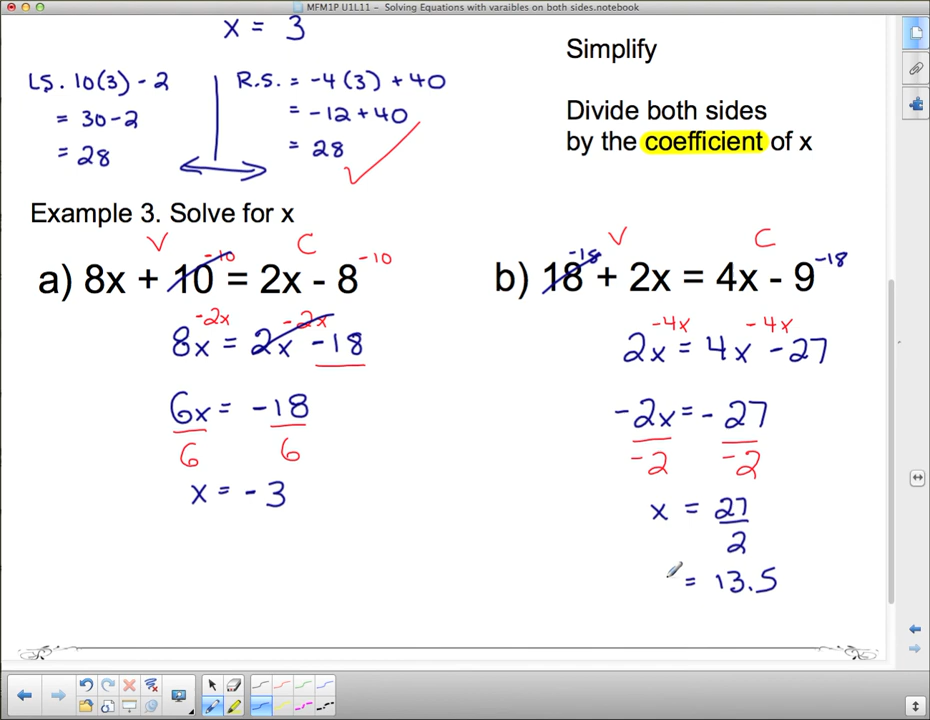 MFM1P U1L11 – Solving Equations with varaibles on both sides.notebook
x = 3
Simplify
L.S. 10(3) - 2
R.S. = -4(3) + 40
= 30 - 2
= -12 + 40
= 28
= 28
Divide both sides
by the coefficient of x
Example 3. Solve for x
V C
-10 -10
a) 8x + 10 = 2x - 8
-2x -2x
8x = 2x - 18
6x = -18
6 6
x = -3
V C
-18 -18
b) 18 + 2x = 4x - 9
-4x -4x
2x = 4x - 27
-2x = -27
-2 -2
x = 27
2
= 13.5